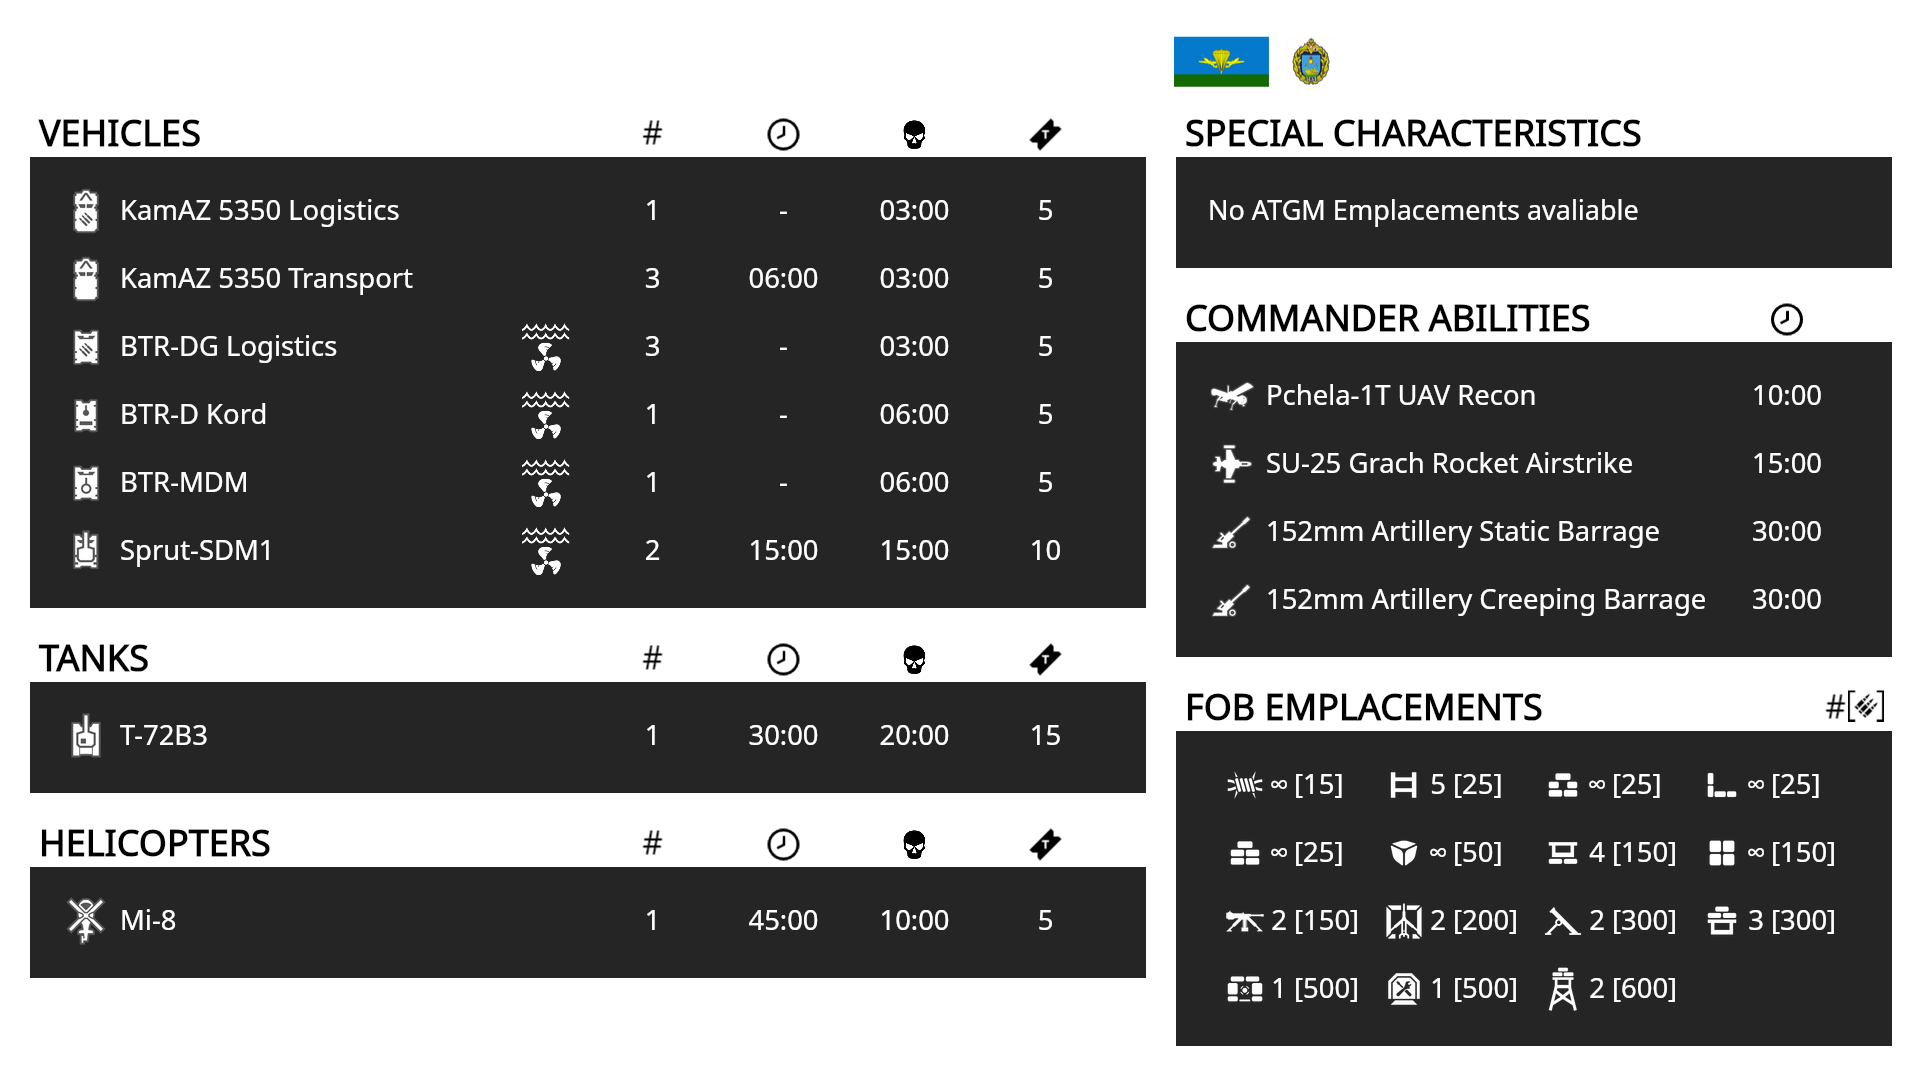 VEHICLES #
KamAZ 5350 Logistics 1 - 03:00 5
KamAZ 5350 Transport 3 06:00 03:00 5
BTR-DG Logistics 3 - 03:00 5
BTR-D Kord 1 - 06:00 5
BTR-MDM 1 - 06:00 5
Sprut-SDM1 2 15:00 15:00 10
TANKS #
T-72B3 1 30:00 20:00 15
HELICOPTERS #
Mi-8 1 45:00 10:00 5
SPECIAL CHARACTERISTICS
No ATGM Emplacements avaliable
COMMANDER ABILITIES
Pchela-1T UAV Recon 10:00
SU-25 Grach Rocket Airstrike 15:00
152mm Artillery Static Barrage 30:00
152mm Artillery Creeping Barrage 30:00
FOB EMPLACEMENTS #[ ]
∞ [15] 5 [25] ∞ [25] ∞ [25]
∞ [25] ∞ [50] 4 [150] ∞ [150]
2 [150] 2 [200] 2 [300] 3 [300]
1 [500] 1 [500] 2 [600]